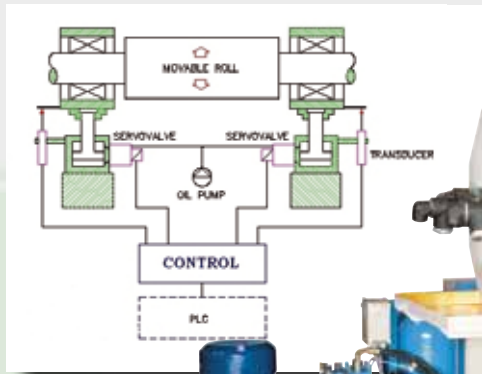 MOVABLE ROLL
SERVOVALVE SERVOVALVE
TRANSDUCER
OIL PUMP
CONTROL
PLC